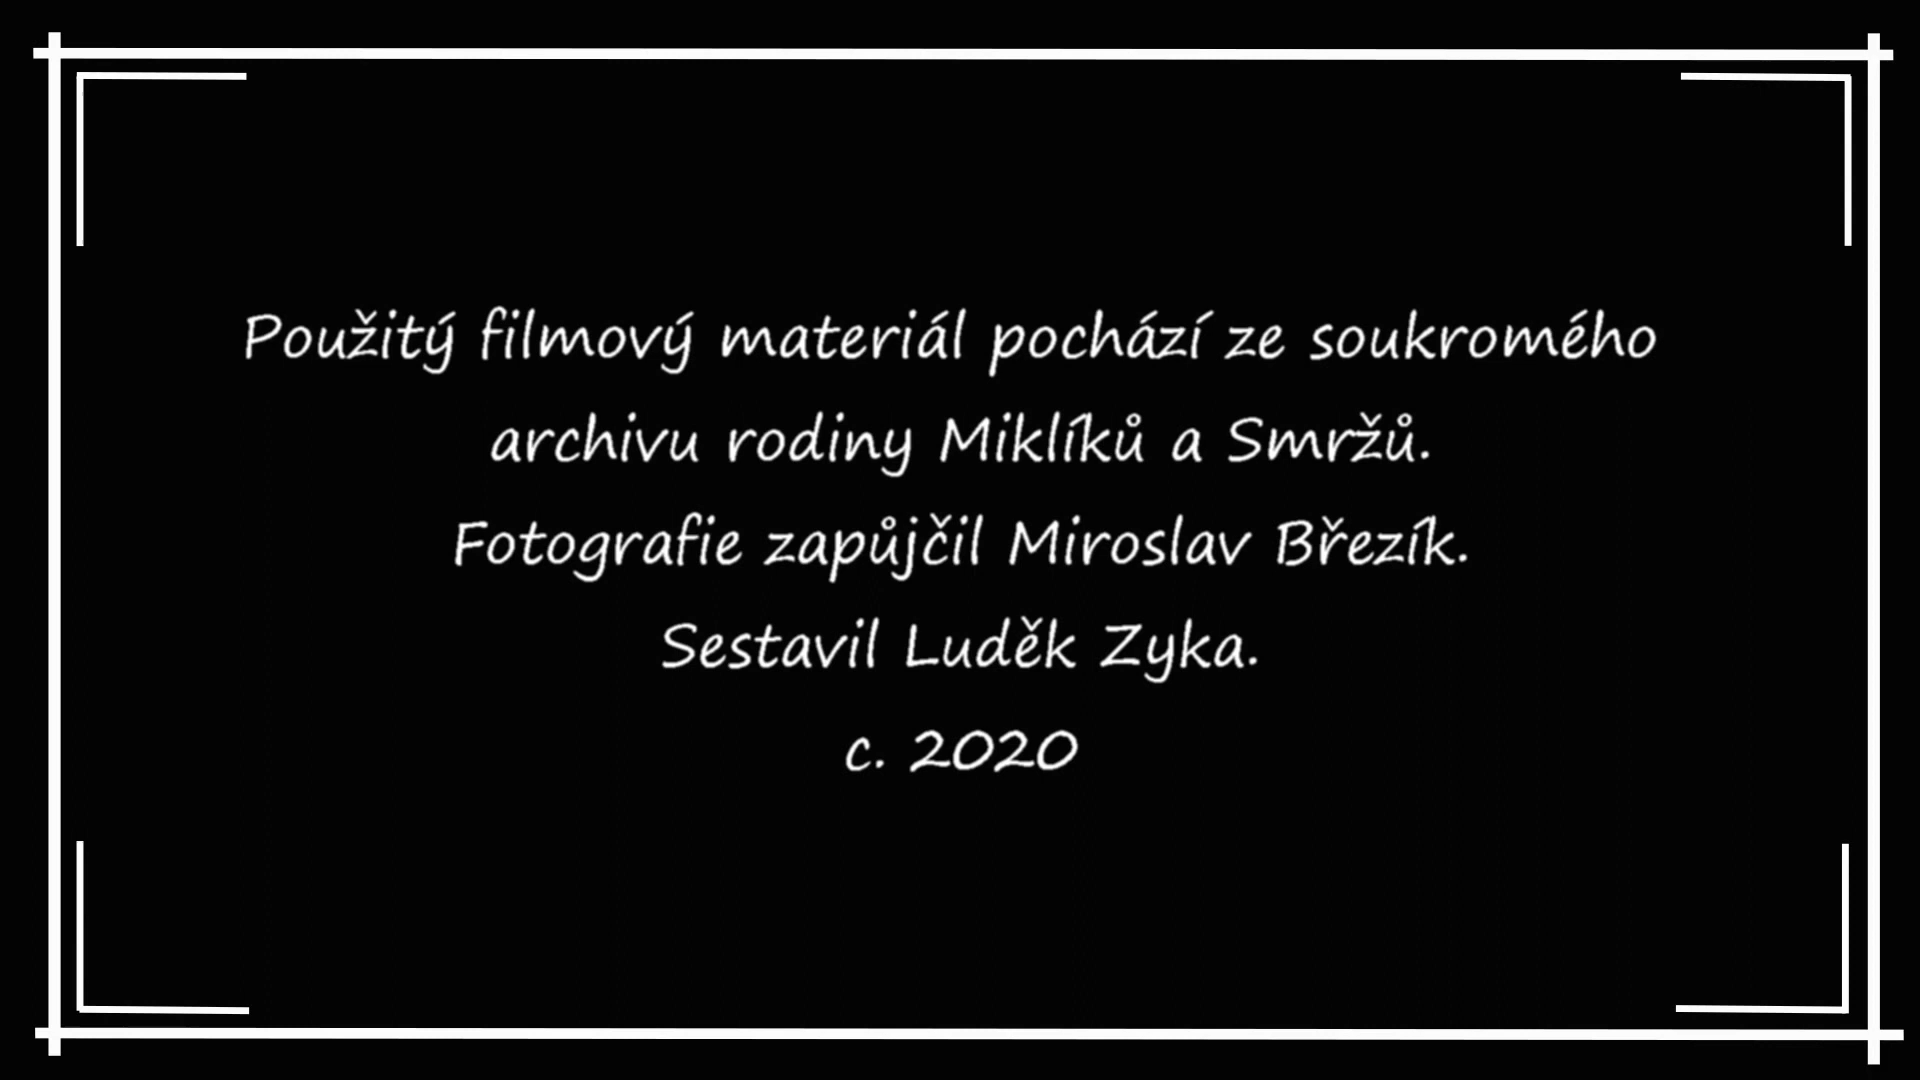 Použitý filmový materiál pochází ze soukromého
archivu rodiny Miklíků a Smržů.
Fotografie zapůjčil Miroslav Březík.
Sestavil Luděk Zyka.
c. 2020